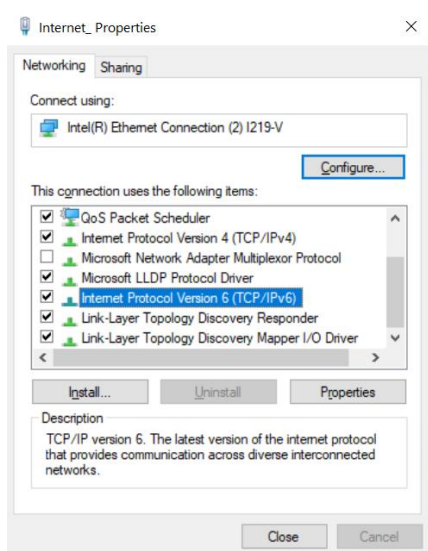 Internet_ Properties
Networking
Sharing
Connect using:
Intel(R) Ethernet Connection (2) I219-V
Configure...
This connection uses the following items:
QoS Packet Scheduler
Internet Protocol Version 4 (TCP/IPv4)
Microsoft Network Adapter Multiplexor Protocol
Microsoft LLDP Protocol Driver
Internet Protocol Version 6 (TCP/IPv6)
Link-Layer Topology Discovery Responder
Link-Layer Topology Discovery Mapper I/O Driver
Install...
Uninstall
Properties
Description
TCP/IP version 6. The latest version of the internet protocol
that provides communication across diverse interconnected
networks.
Close
Cancel